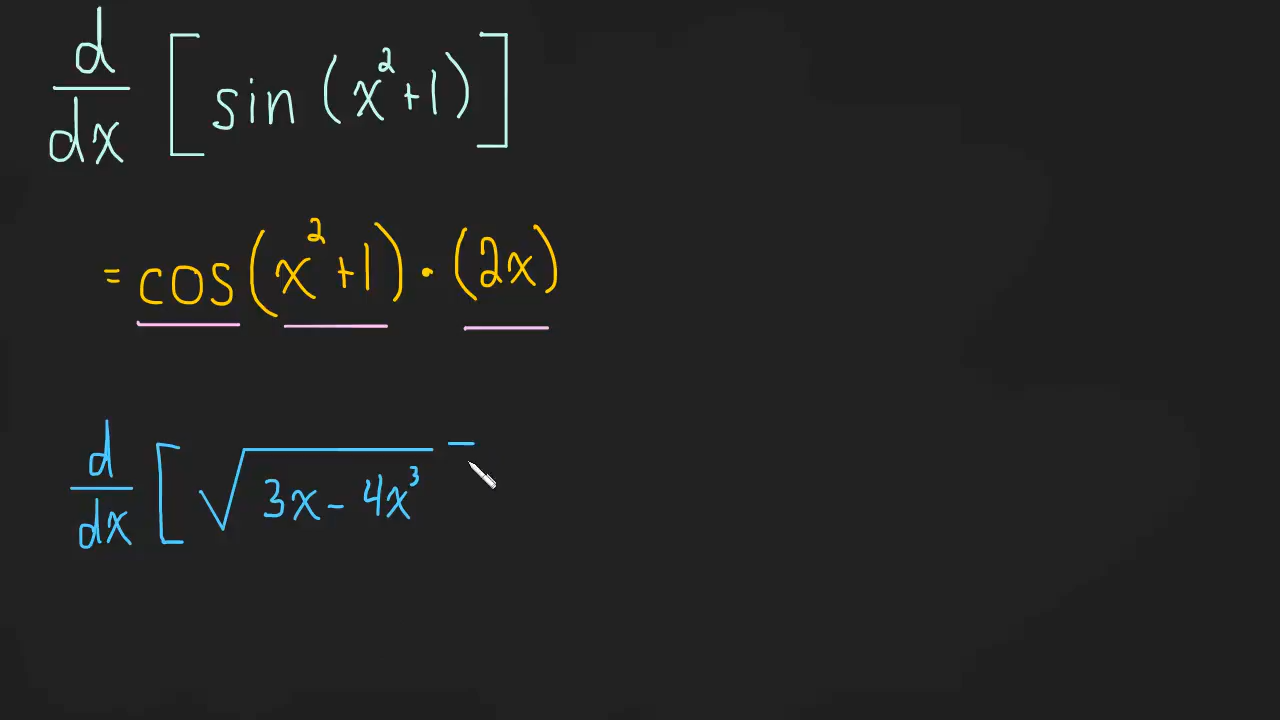 d/dx [sin (x²+1)]
= cos(x²+1) · (2x)
d/dx [√(3x - 4x³)